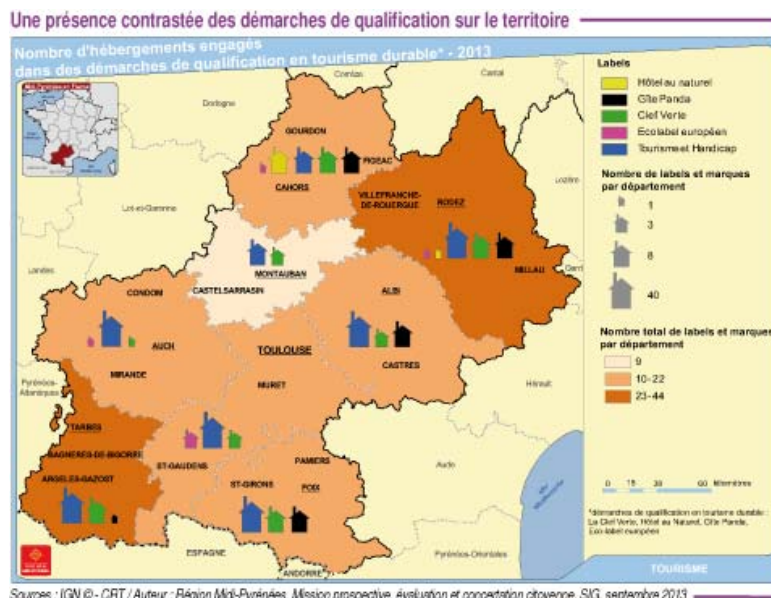 Une présence contrastée des démarches de qualification sur le territoire
Nombre d'hébergements engagés
dans des démarches de qualification en tourisme durable* - 2013
Corrèze
Cantal
Dordogne
Lot-et-Garonne
Lozère
Landes
Gard
Pyrénées-
Atlantiques
Hérault
Aude
Pyrénées-Orientales
ESPAGNE
ANDORRE
GOURDON
FIGEAC
CAHORS
VILLEFRANCHE-
DE-ROUERGUE
RODEZ
MILLAU
MONTAUBAN
CASTELSARRASIN
CONDOM
ALBI
AUCH
TOULOUSE
CASTRES
MIRANDE
MURET
TARBES
BAGNERES-DE-BIGORRE
ARGELES-GAZOST
ST-GAUDENS
PAMIERS
ST-GIRONS
FOIX
Labels
Hôtel au naturel
Gîte Panda
Clef Verte
Ecolabel européen
Tourisme et Handicap
Nombre de labels et marques
par département
1
3
8
40
Nombre total de labels et marques
par département
9
10-22
23-44
0 15 30 60 kilomètres
*démarches de qualification en tourisme durable :
La Clef Verte, Hôtel au Naturel, Gîte Panda,
Eco-label européen
TOURISME
Sources : IGN © - CRT / Auteur : Région Midi-Pyrénées, Mission prospective, évaluation et concertation citoyenne, SIG, septembre 2013